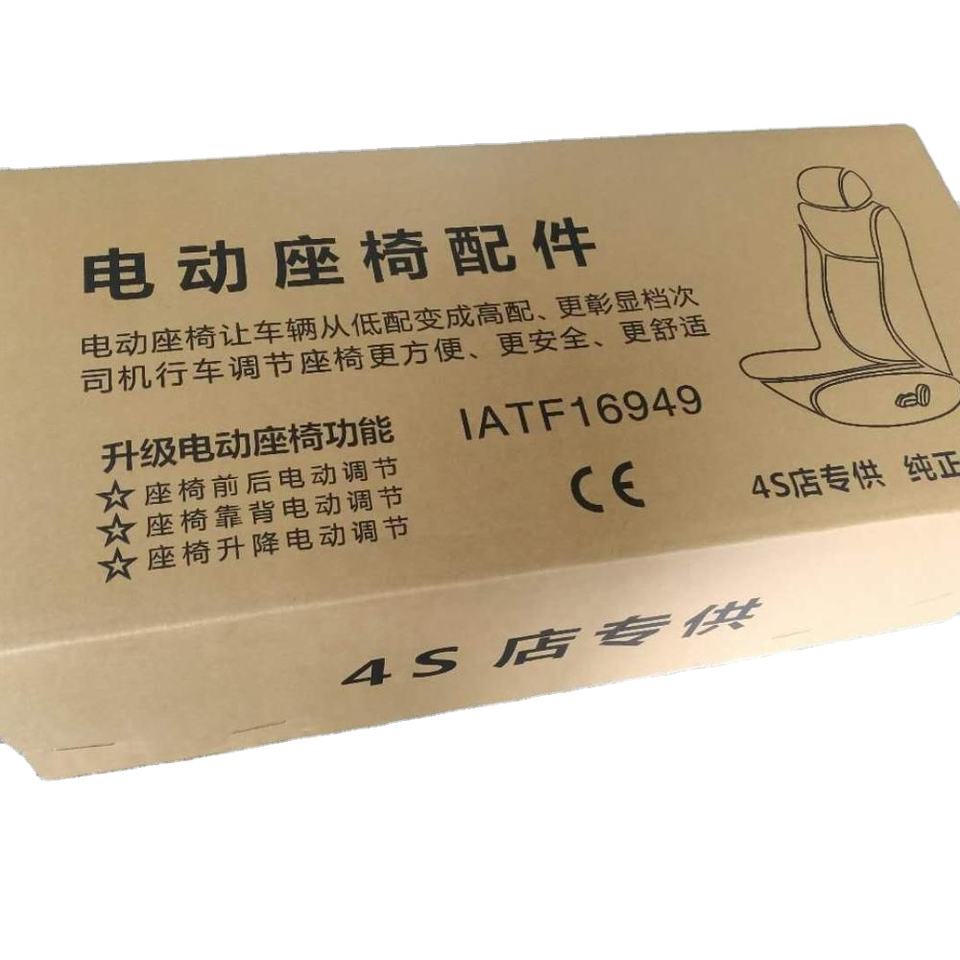 电动座椅配件
电动座椅让车辆从低配变成高配、更彰显档次
司机行车调节座椅更方便、更安全、更舒适
升级电动座椅功能
☆座椅前后电动调节
☆座椅靠背电动调节
☆座椅升降电动调节
IATF16949
CE
4S店专供 纯正
4S店专供